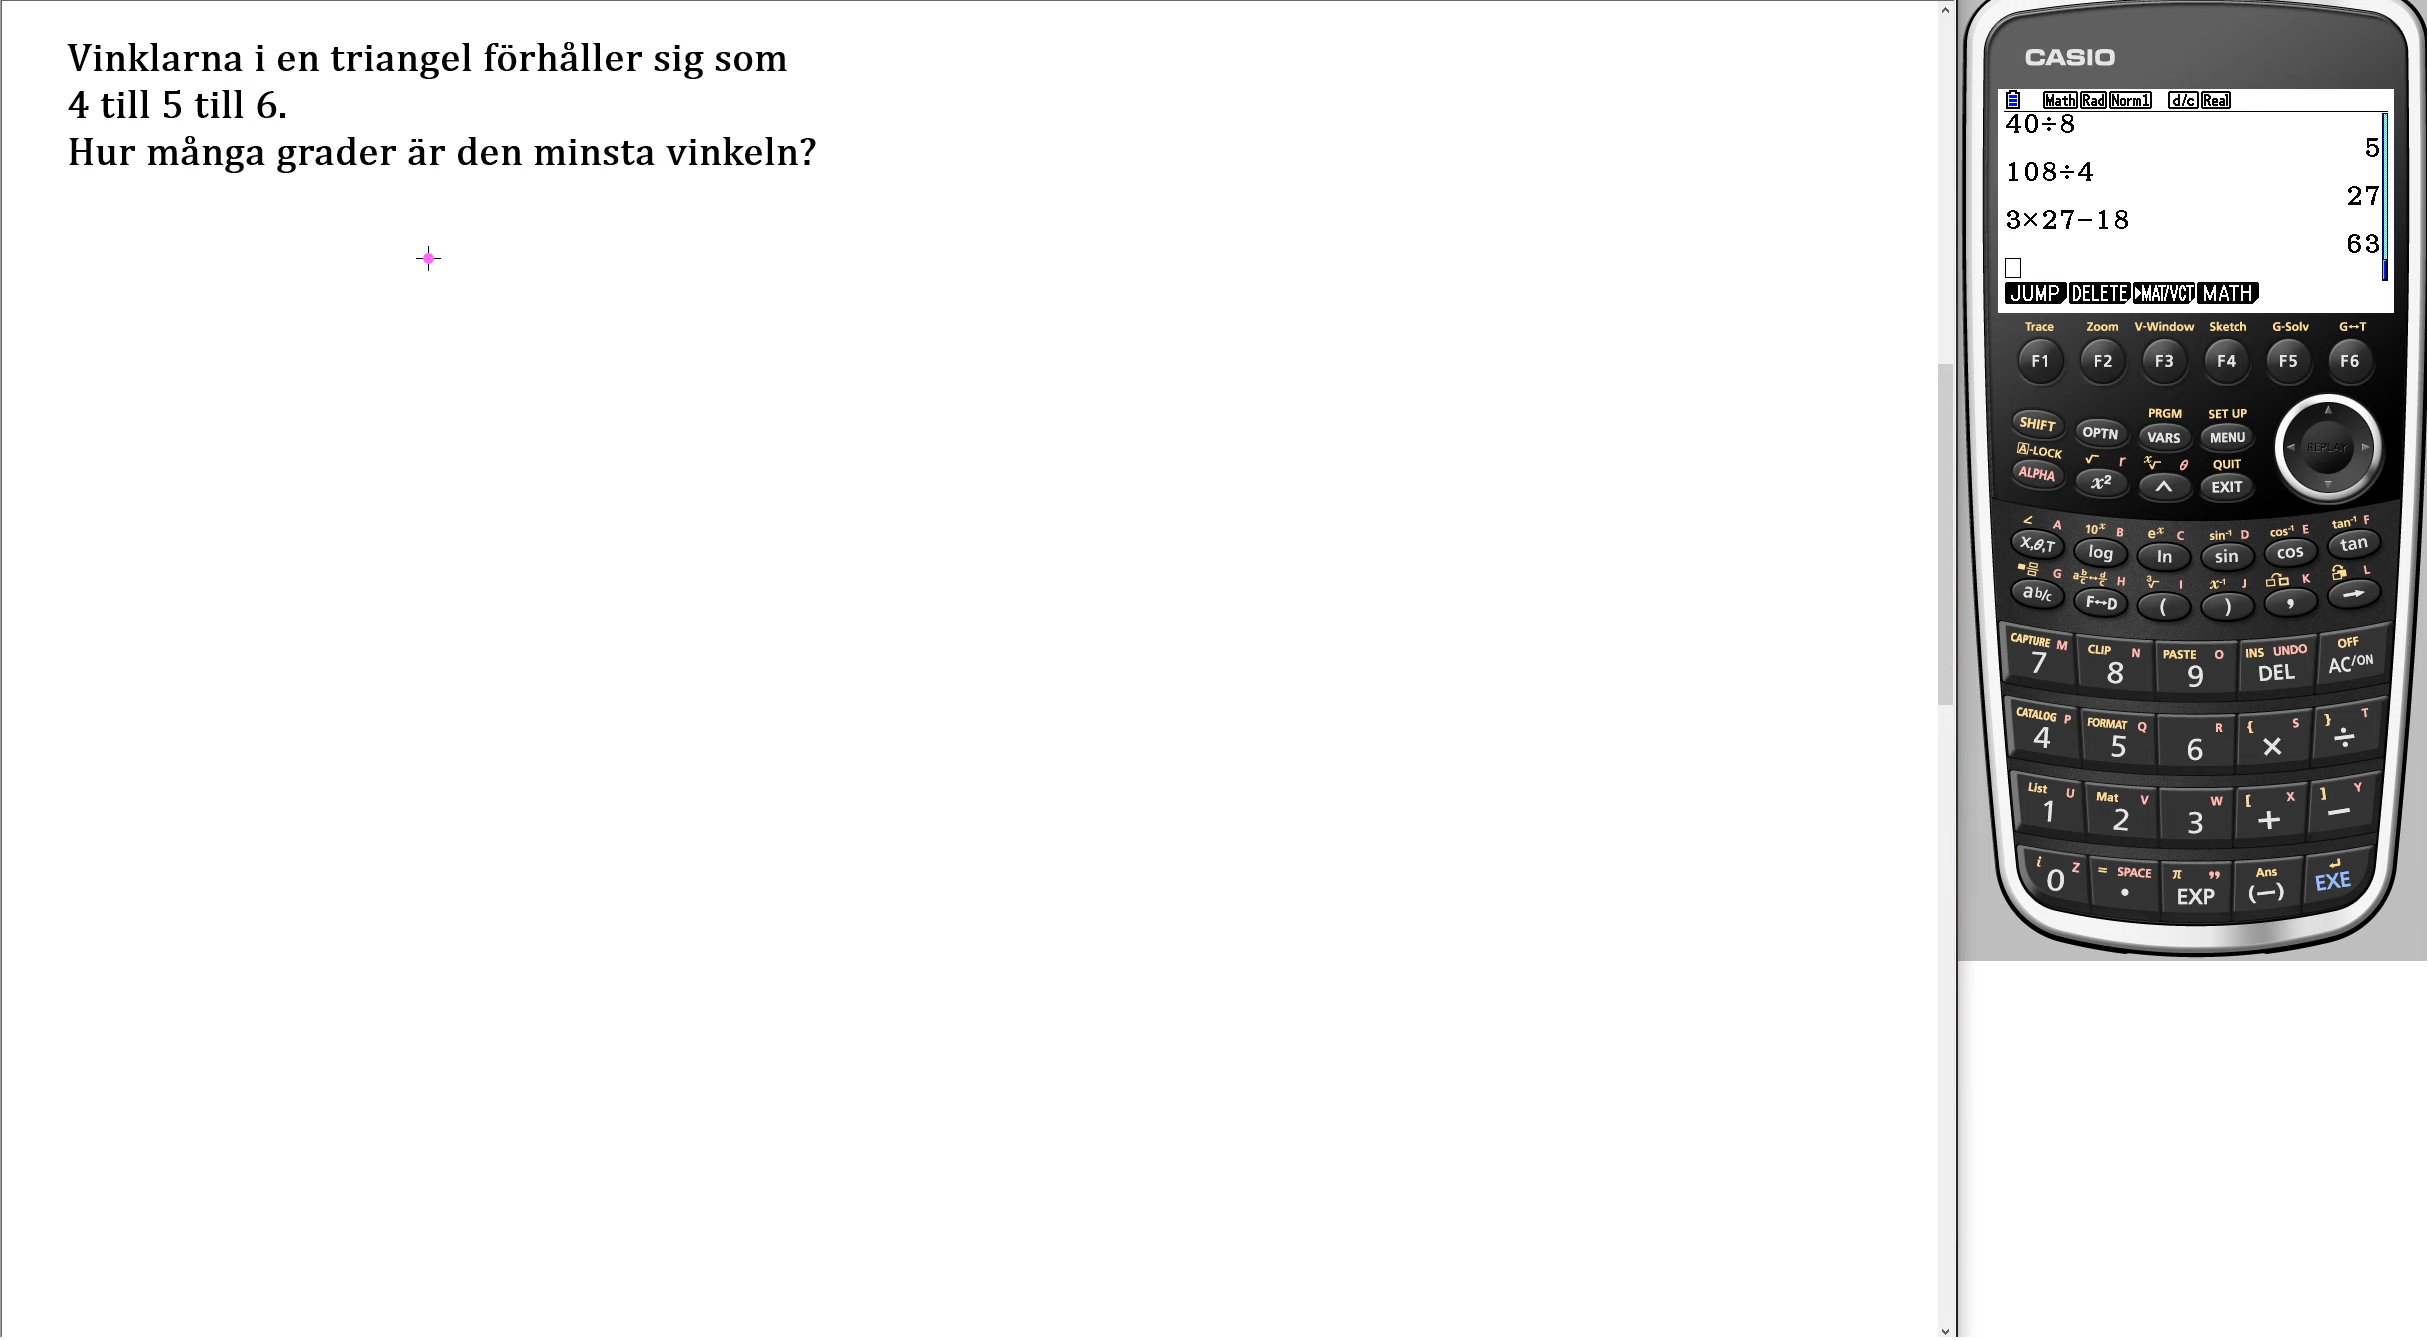 Vinklarna i en triangel förhåller sig som
4 till 5 till 6.
Hur många grader är den minsta vinkeln?
CASIO
Math Rad Norm1 d/c Real
40÷8
5
108÷4
27
3×27−18
63
JUMP DELETE ▶MAT/VCT MATH
Trace Zoom V-Window Sketch G-Solv G↔T
F1 F2 F3 F4 F5 F6
PRGM SET UP
SHIFT OPTN VARS MENU
REPLAY
A-LOCK √ r ˣ√ θ QUIT
ALPHA x² ^ EXIT
∠ A 10ˣ B eˣ C sin⁻¹ D cos⁻¹ E tan⁻¹ F
X,θ,T log ln sin cos tan
G a b/c↔d/c H ³√ I x⁻¹ J K L
a b/c F↔D ( ) , →
CAPTURE M CLIP N PASTE O INS UNDO OFF
7 8 9 DEL AC/ON
CATALOG P FORMAT Q R { S } T
4 5 6 × ÷
List U Mat V W [ X ] Y
1 2 3 + −
i Z = SPACE π ” Ans ↵
0 . EXP (−) EXE